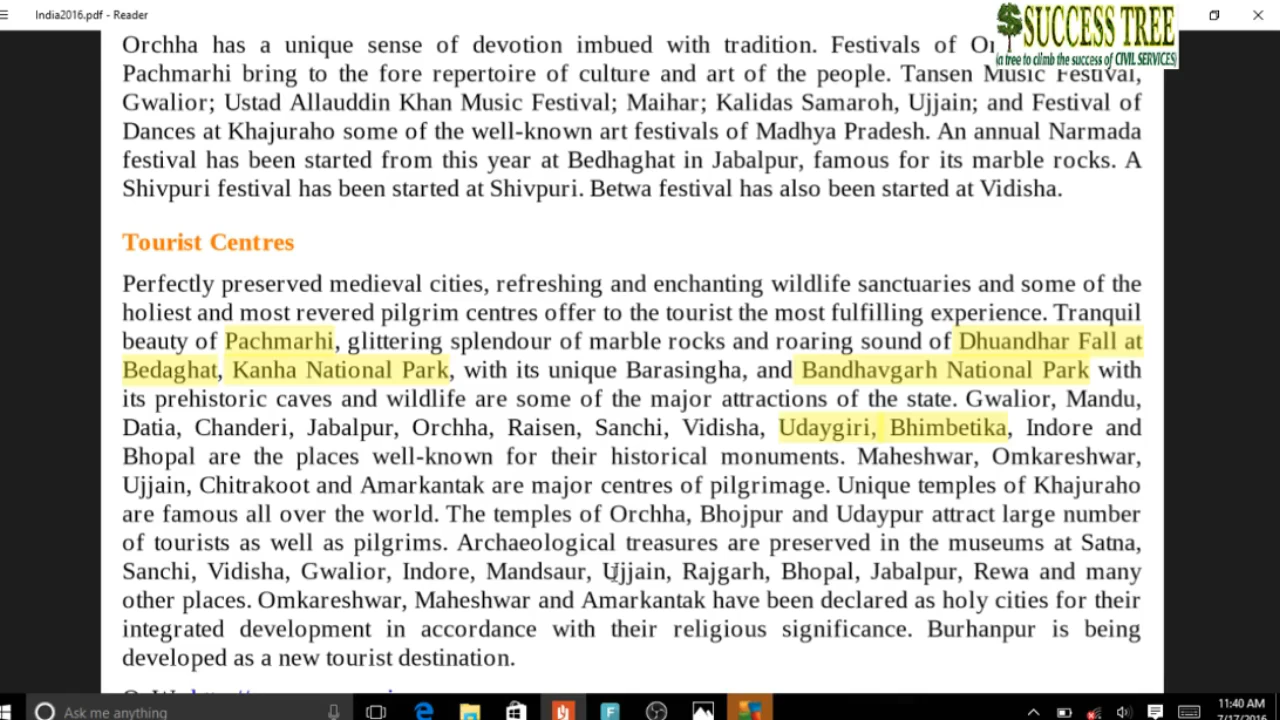 India2016.pdf - Reader
SUCCESS TREE
(a tree to climb the success of CIVIL SERVICES)
Orchha has a unique sense of devotion imbued with tradition. Festivals of
Pachmarhi bring to the fore repertoire of culture and art of the people. Tansen Music Festival,
Gwalior; Ustad Allauddin Khan Music Festival; Maihar; Kalidas Samaroh, Ujjain; and Festival of
Dances at Khajuraho some of the well-known art festivals of Madhya Pradesh. An annual Narmada
festival has been started from this year at Bedhaghat in Jabalpur, famous for its marble rocks. A
Shivpuri festival has been started at Shivpuri. Betwa festival has also been started at Vidisha.
Tourist Centres
Perfectly preserved medieval cities, refreshing and enchanting wildlife sanctuaries and some of the
holiest and most revered pilgrim centres offer to the tourist the most fulfilling experience. Tranquil
beauty of Pachmarhi, glittering splendour of marble rocks and roaring sound of Dhuandhar Fall at
Bedaghat, Kanha National Park, with its unique Barasingha, and Bandhavgarh National Park with
its prehistoric caves and wildlife are some of the major attractions of the state. Gwalior, Mandu,
Datia, Chanderi, Jabalpur, Orchha, Raisen, Sanchi, Vidisha, Udaygiri, Bhimbetika, Indore and
Bhopal are the places well-known for their historical monuments. Maheshwar, Omkareshwar,
Ujjain, Chitrakoot and Amarkantak are major centres of pilgrimage. Unique temples of Khajuraho
are famous all over the world. The temples of Orchha, Bhojpur and Udaypur attract large number
of tourists as well as pilgrims. Archaeological treasures are preserved in the museums at Satna,
Sanchi, Vidisha, Gwalior, Indore, Mandsaur, Ujjain, Rajgarh, Bhopal, Jabalpur, Rewa and many
other places. Omkareshwar, Maheshwar and Amarkantak have been declared as holy cities for their
integrated development in accordance with their religious significance. Burhanpur is being
developed as a new tourist destination.
Ask me anything
11:40 AM